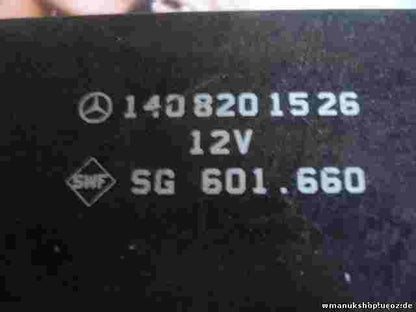 140 820 15 26
12V
SWF SG 601.660
wmanukshop!ucoz:de